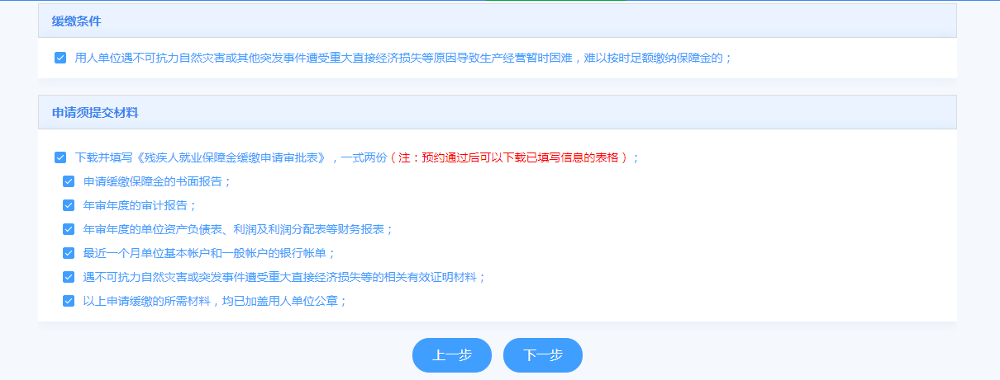 缓缴条件
用人单位遇不可抗力自然灾害或其他突发事件遭受重大直接经济损失等原因导致生产经营暂时困难，难以按时足额缴纳保障金的；
申请须提交材料
下载并填写《残疾人就业保障金缓缴申请审批表》，一式两份（注：预约通过后可以下载已填写信息的表格）；
申请缓缴保障金的书面报告；
年审年度的审计报告；
年审年度的单位资产负债表、利润及利润分配表等财务报表；
最近一个月单位基本帐户和一般帐户的银行帐单；
遇不可抗力自然灾害或突发事件遭受重大直接经济损失等的相关有效证明材料；
以上申请缓缴的所需材料，均已加盖用人单位公章；
上一步 下一步